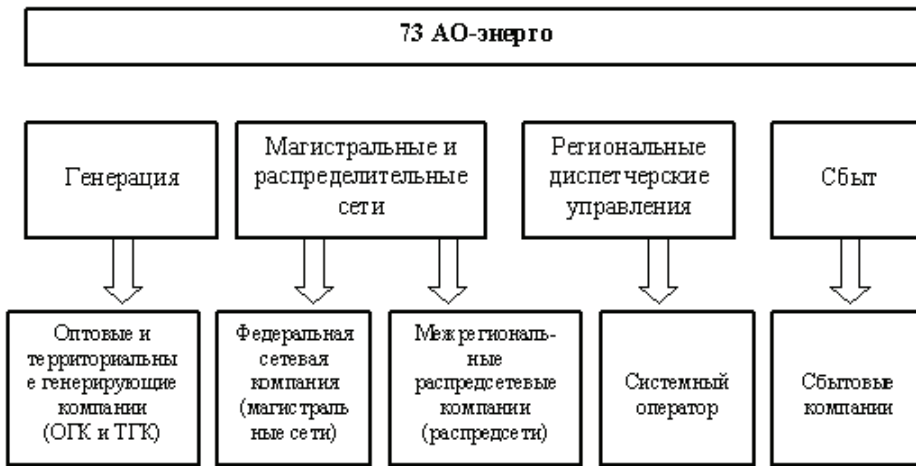 73 АО-энерго
Генерация
Магистральные и
распределительные
сети
Региональные
диспетчерские
управления
Сбыт
Оптовые и
территориальны
е генерирующие
компании
(ОГК и ТГК)
Федеральная
сетевая
компания
(магистраль
ные сети)
Межрегиональ-
ные
распредсетевые
компании
(распредсети)
Системный
оператор
Сбытовые
компании